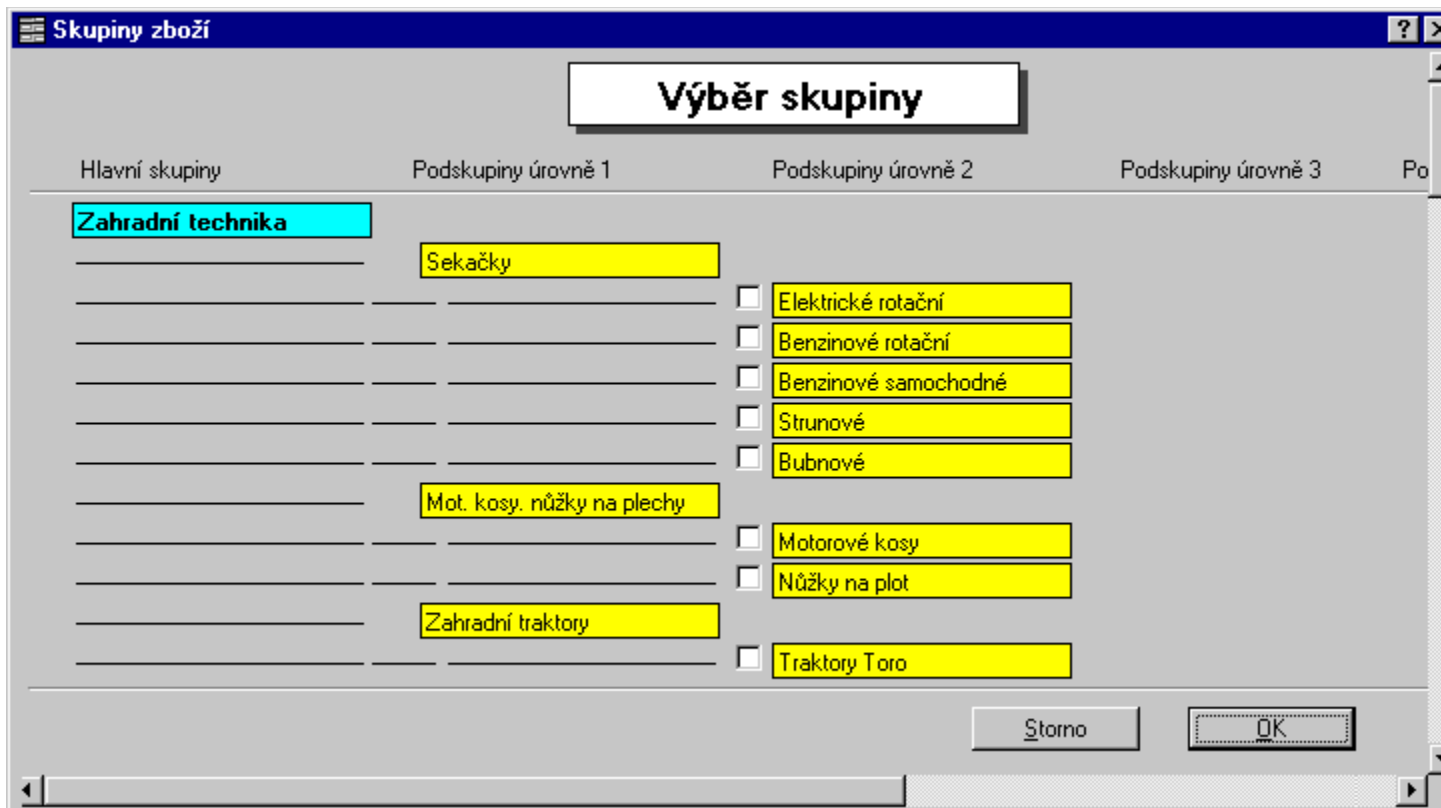 Skupiny zboží
Výběr skupiny
Hlavní skupiny Podskupiny úrovně 1 Podskupiny úrovně 2 Podskupiny úrovně 3 Po
Zahradní technika
Sekačky
Elektrické rotační
Benzinové rotační
Benzinové samochodné
Strunové
Bubnové
Mot. kosy. nůžky na plechy
Motorové kosy
Nůžky na plot
Zahradní traktory
Traktory Toro
Storno OK